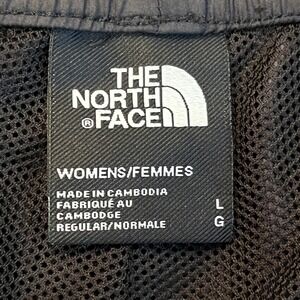 THE
NORTH
®FACE
WOMENS/FEMMES
MADE IN CAMBODIA
FABRIQUÉ AU
CAMBODGE
REGULAR/NORMALE
L
G